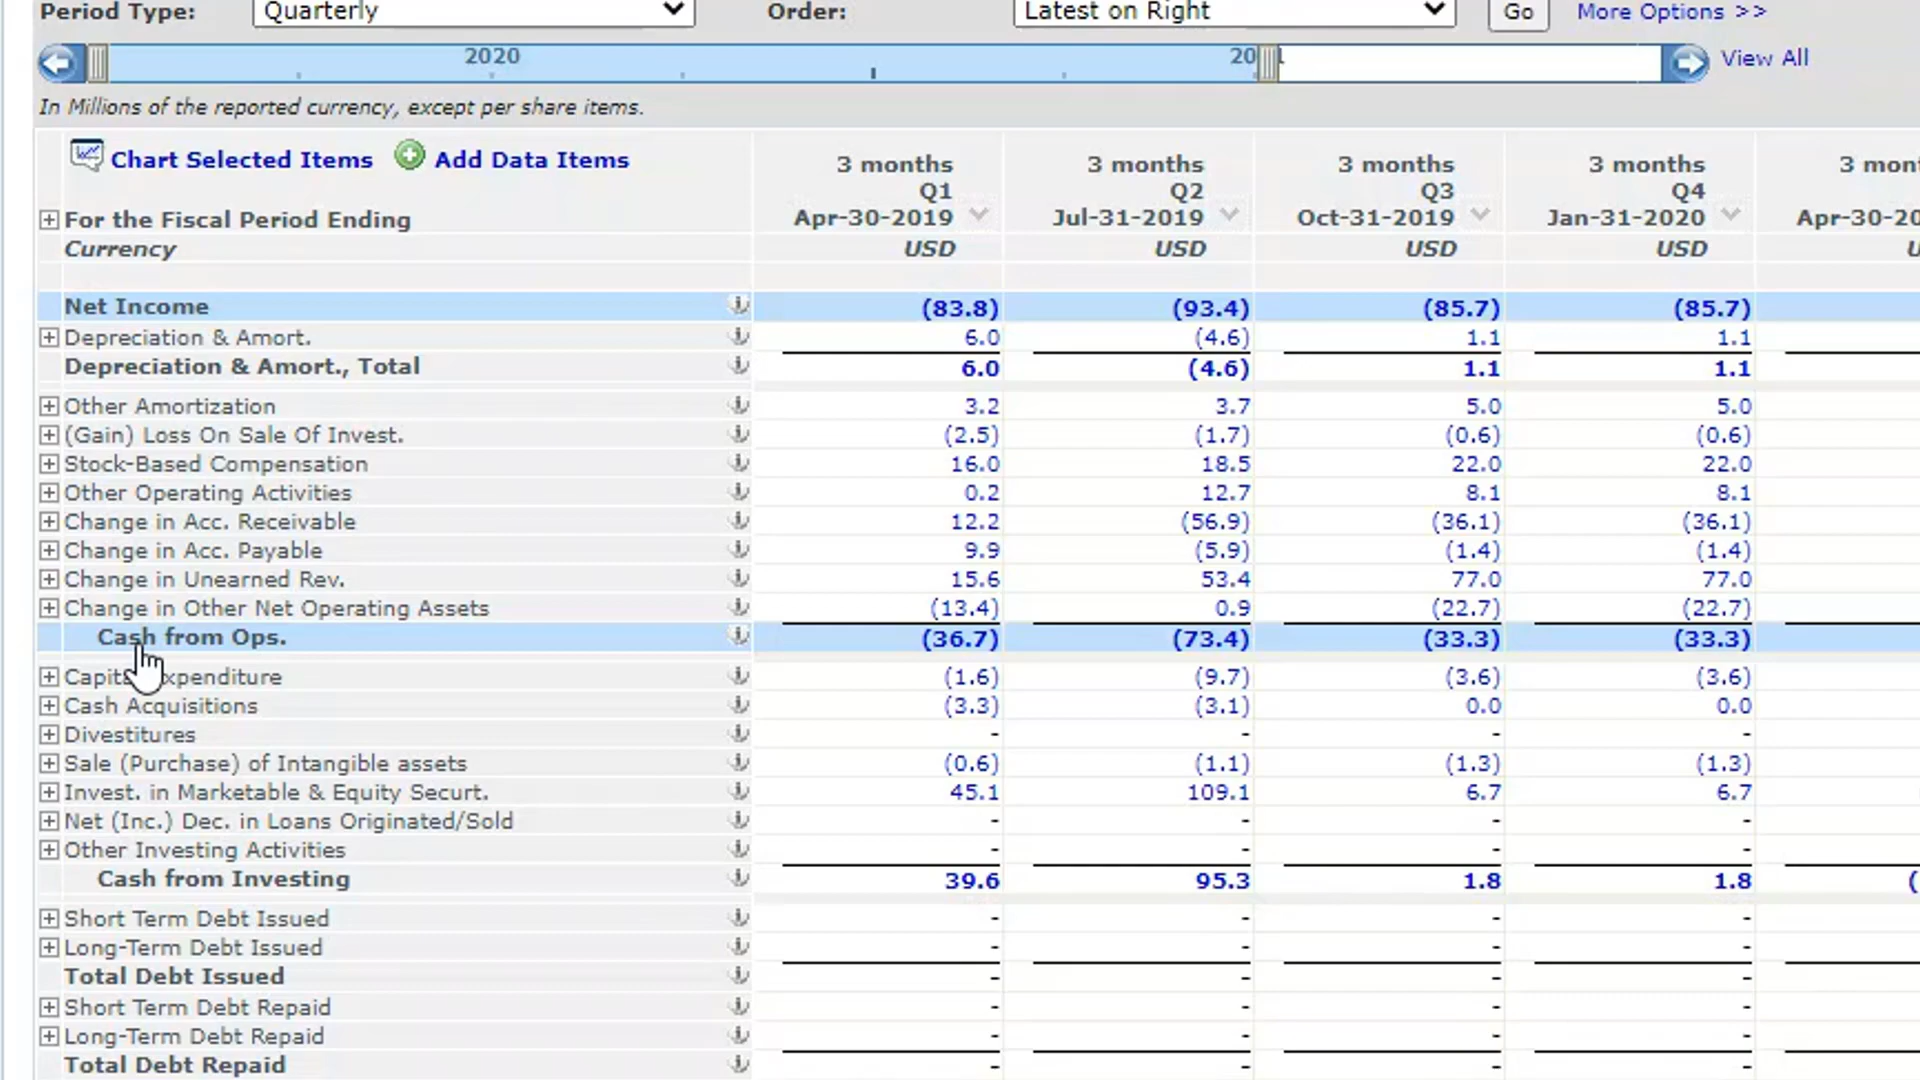 Period Type: Quarterly Order: Latest on Right Go More Options >>
2020 View All
In Millions of the reported currency, except per share items.
Chart Selected Items Add Data Items
3 months 3 months 3 months 3 months 3 mont
Q1 Q2 Q3 Q4
For the Fiscal Period Ending Apr-30-2019 Jul-31-2019 Oct-31-2019 Jan-31-2020 Apr-30-20
Currency USD USD USD USD U
Net Income (83.8) (93.4) (85.7) (85.7)
Depreciation & Amort. 6.0 (4.6) 1.1 1.1
Depreciation & Amort., Total 6.0 (4.6) 1.1 1.1
Other Amortization 3.2 3.7 5.0 5.0
(Gain) Loss On Sale Of Invest. (2.5) (1.7) (0.6) (0.6)
Stock-Based Compensation 16.0 18.5 22.0 22.0
Other Operating Activities 0.2 12.7 8.1 8.1
Change in Acc. Receivable 12.2 (56.9) (36.1) (36.1)
Change in Acc. Payable 9.9 (5.9) (1.4) (1.4)
Change in Unearned Rev. 15.6 53.4 77.0 77.0
Change in Other Net Operating Assets (13.4) 0.9 (22.7) (22.7)
Cash from Ops. (36.7) (73.4) (33.3) (33.3)
Capital Expenditure (1.6) (9.7) (3.6) (3.6)
Cash Acquisitions (3.3) (3.1) 0.0 0.0
Divestitures - - - -
Sale (Purchase) of Intangible assets (0.6) (1.1) (1.3) (1.3)
Invest. in Marketable & Equity Securt. 45.1 109.1 6.7 6.7
Net (Inc.) Dec. in Loans Originated/Sold - - - -
Other Investing Activities - - - -
Cash from Investing 39.6 95.3 1.8 1.8 (
Short Term Debt Issued - - - -
Long-Term Debt Issued - - - -
Total Debt Issued - - - -
Short Term Debt Repaid - - - -
Long-Term Debt Repaid - - - -
Total Debt Repaid - - - -